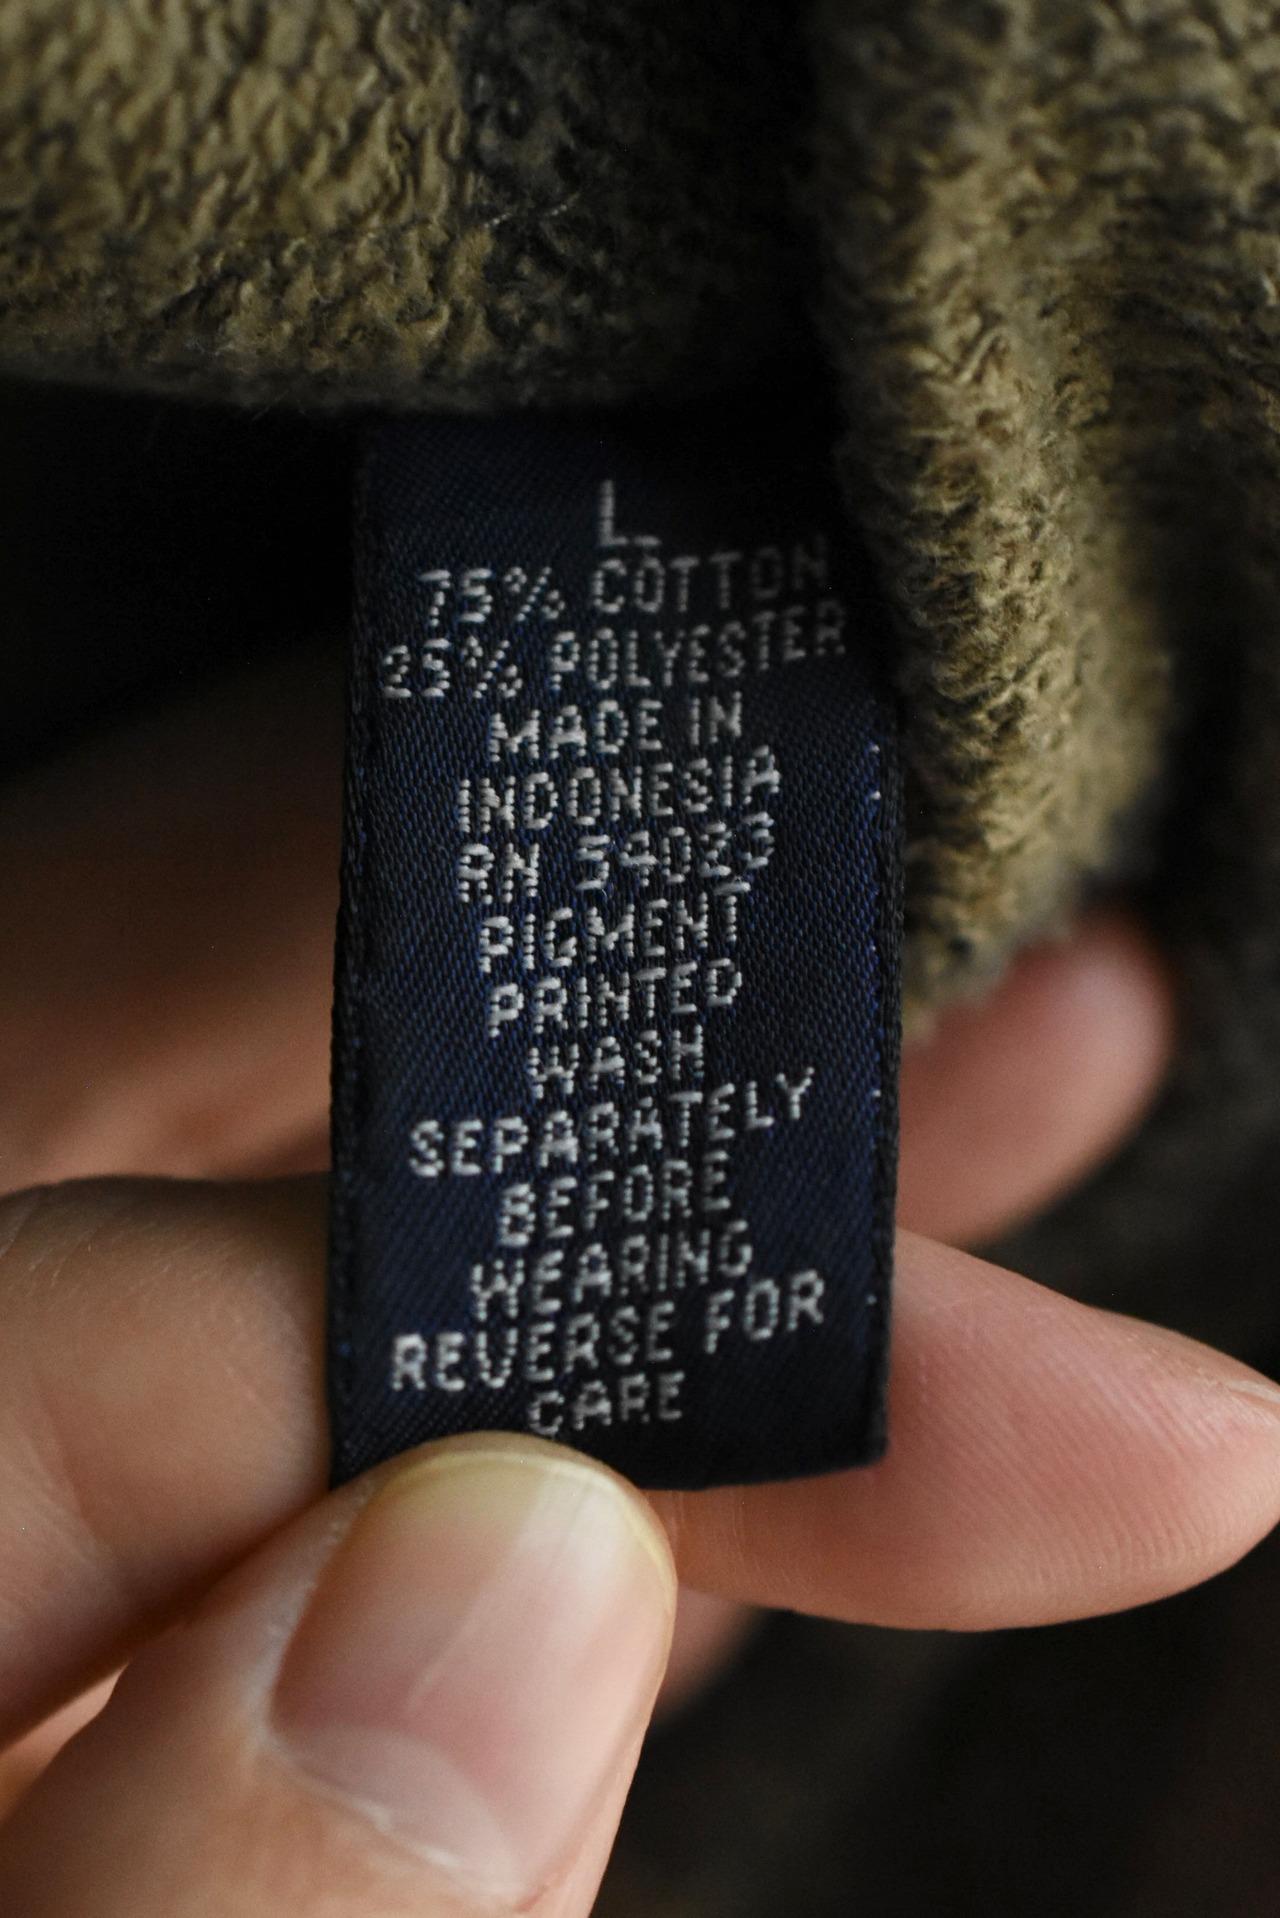 L
75% COTTON
25% POLYESTER
MADE IN
INDONESIA
RN 54023
PIGMENT
PRINTED
WASH
SEPARATELY
BEFORE
WEARING
REVERSE FOR
CARE